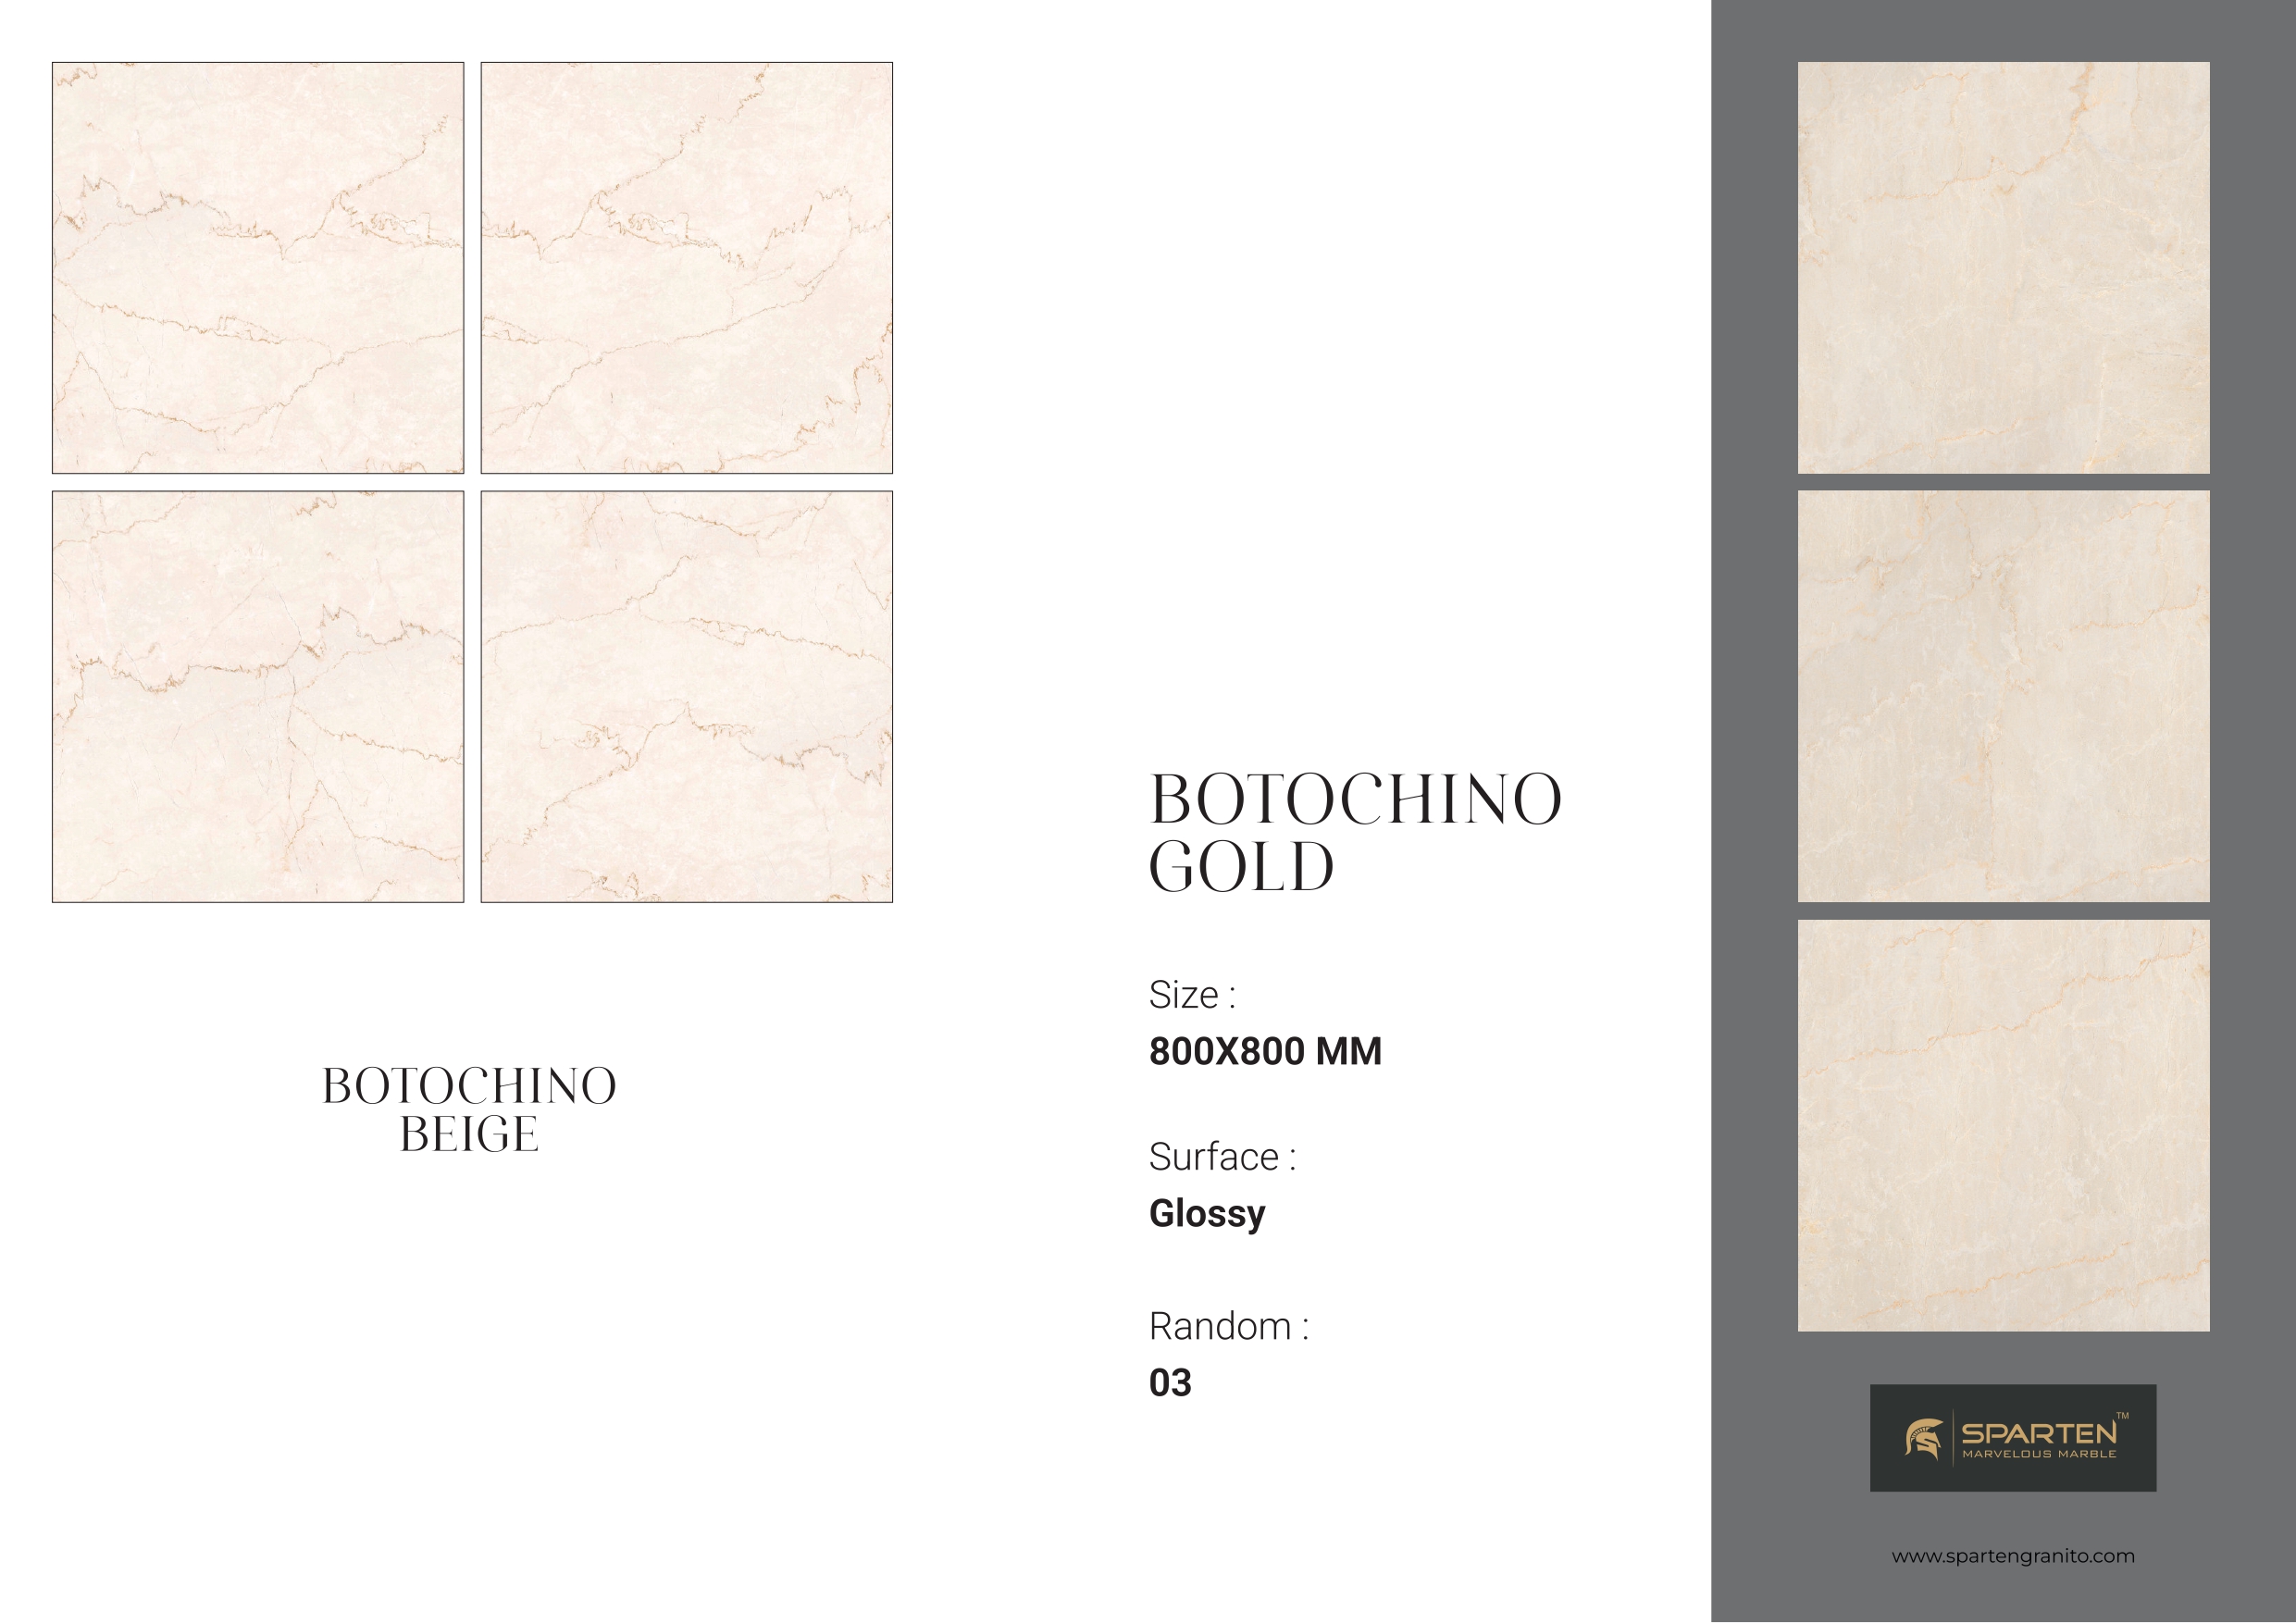 BOTOCHINO
BEIGE
BOTOCHINO
GOLD
Size :
800X800 MM
Surface :
Glossy
Random :
03
SPARTEN™
MARVELOUS MARBLE
www.spartengranito.com